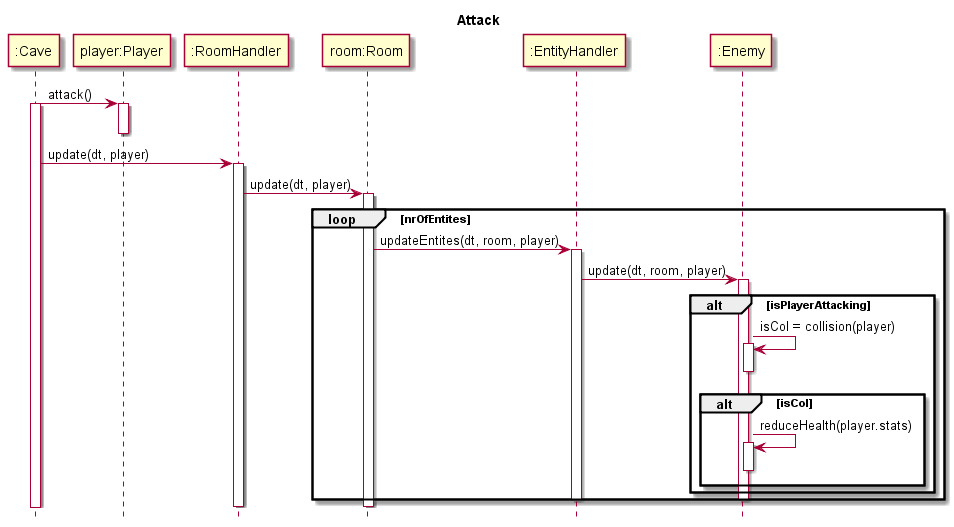 Attack
:Cave
player:Player
:RoomHandler
room:Room
:EntityHandler
:Enemy
attack()
update(dt, player)
update(dt, player)
loop
[nrOfEntites]
updateEntites(dt, room, player)
update(dt, room, player)
alt
[isPlayerAttacking]
isCol = collision(player)
alt
[isCol]
reduceHealth(player.stats)